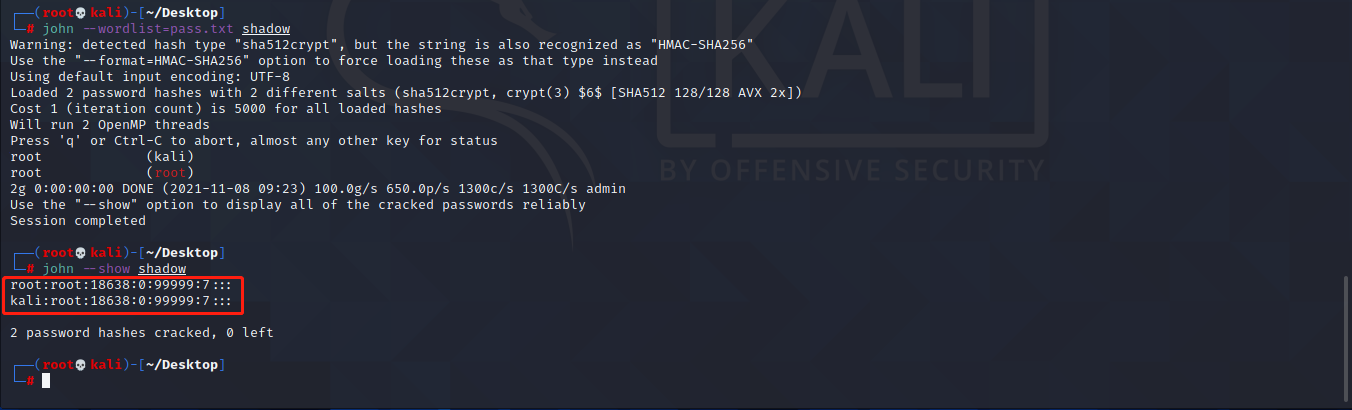 ┌──(root💀kali)-[~/Desktop]
└─# john --wordlist=pass.txt shadow
Warning: detected hash type "sha512crypt", but the string is also recognized as "HMAC-SHA256"
Use the "--format=HMAC-SHA256" option to force loading these as that type instead
Using default input encoding: UTF-8
Loaded 2 password hashes with 2 different salts (sha512crypt, crypt(3) $6$ [SHA512 128/128 AVX 2x])
Cost 1 (iteration count) is 5000 for all loaded hashes
Will run 2 OpenMP threads
Press 'q' or Ctrl-C to abort, almost any other key for status
root             (kali)
root             (root)
2g 0:00:00:00 DONE (2021-11-08 09:23) 100.0g/s 650.0p/s 1300c/s 1300C/s admin
Use the "--show" option to display all of the cracked passwords reliably
Session completed
┌──(root💀kali)-[~/Desktop]
└─# john --show shadow
root:root:18638:0:99999:7:::
kali:root:18638:0:99999:7:::
2 password hashes cracked, 0 left
┌──(root💀kali)-[~/Desktop]
└─#
KALI
BY OFFENSIVE SECURITY